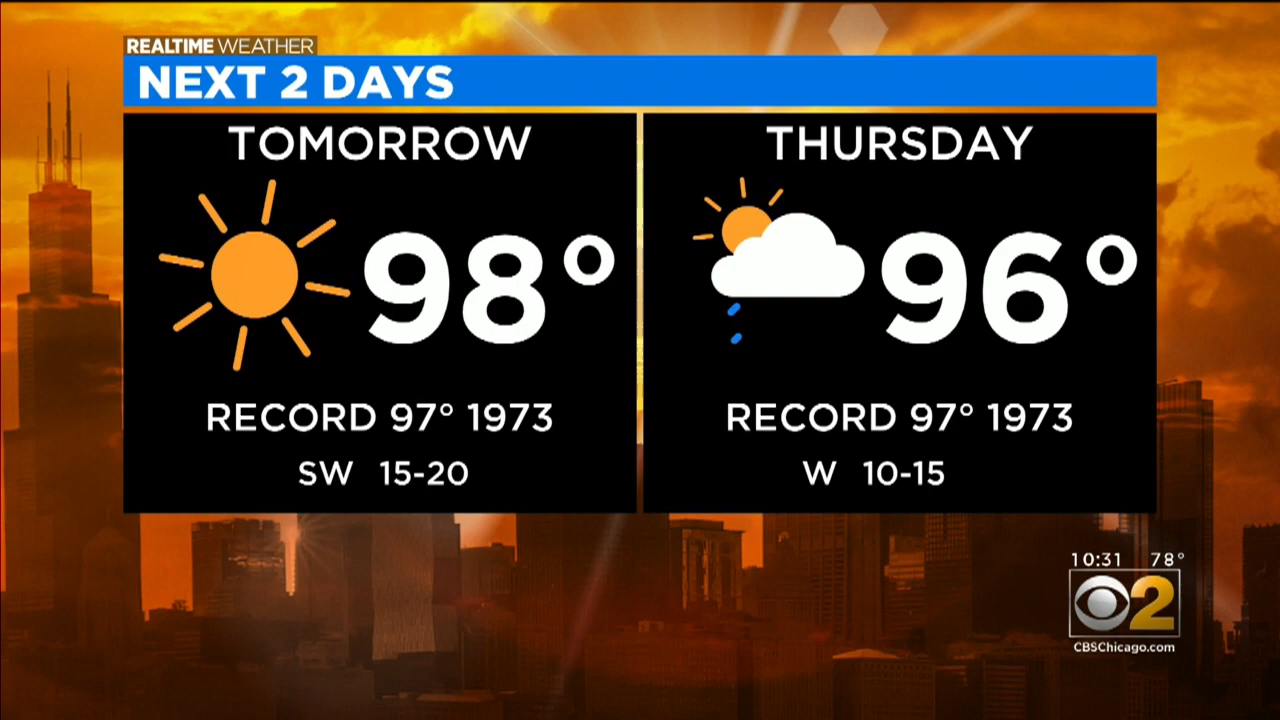 REALTIME WEATHER
NEXT 2 DAYS
TOMORROW
98°
RECORD 97° 1973
SW 15-20
THURSDAY
96°
RECORD 97° 1973
W 10-15
10:31 78°
2
CBSChicago.com